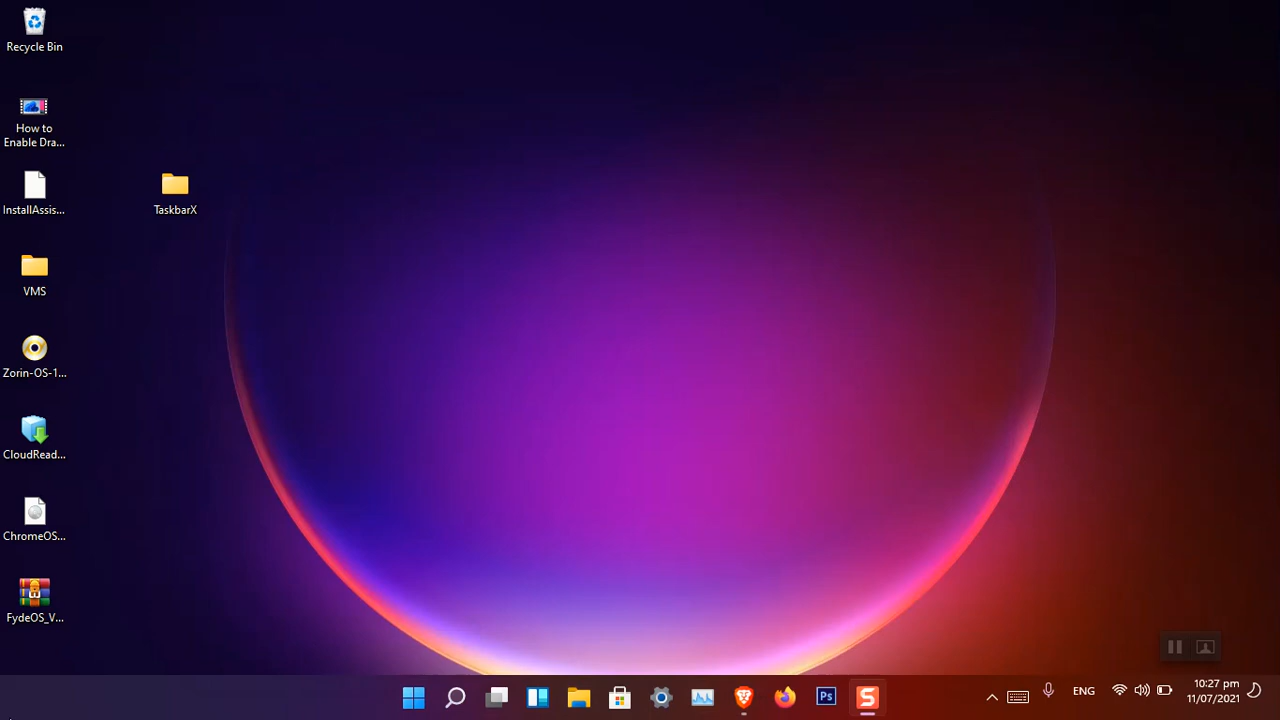 Recycle Bin
How to
Enable Dra...
InstallAssis...
TaskbarX
VMS
Zorin-OS-1...
CloudRead...
ChromeOS...
FydeOS_V...
Ps
S
ENG
10:27 pm
11/07/2021